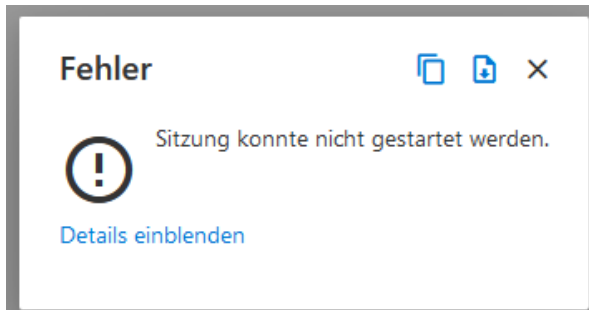 Fehler
Sitzung konnte nicht gestartet werden.
Details einblenden